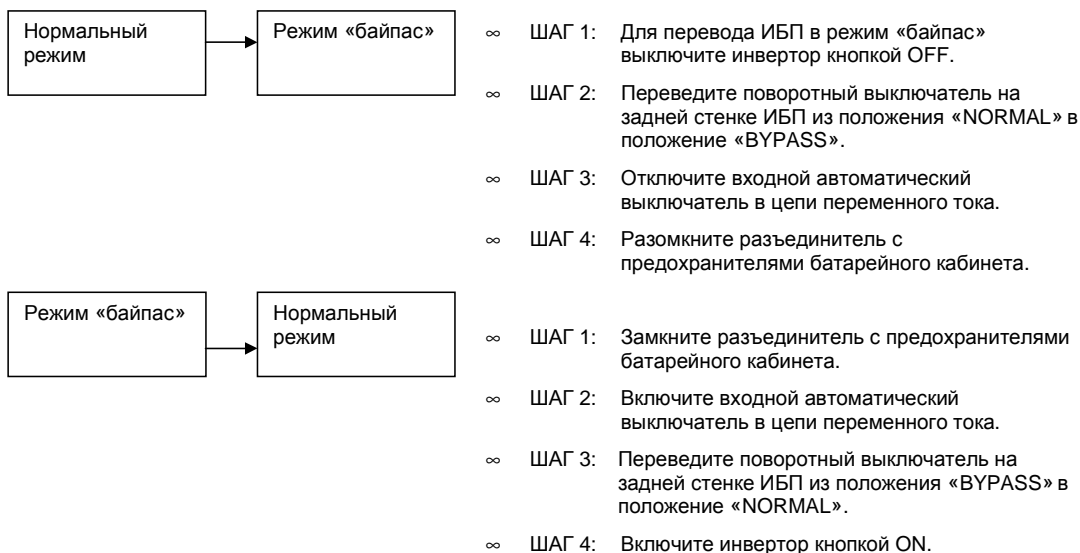 Нормальный
режим
Режим «байпас»
∞ ШАГ 1: Для перевода ИБП в режим «байпас»
выключите инвертор кнопкой OFF.
∞ ШАГ 2: Переведите поворотный выключатель на
задней стенке ИБП из положения «NORMAL» в
положение «BYPASS».
∞ ШАГ 3: Отключите входной автоматический
выключатель в цепи переменного тока.
∞ ШАГ 4: Разомкните разъединитель с
предохранителями батарейного кабинета.
Режим «байпас»
Нормальный
режим
∞ ШАГ 1: Замкните разъединитель с предохранителями
батарейного кабинета.
∞ ШАГ 2: Включите входной автоматический
выключатель в цепи переменного тока.
∞ ШАГ 3: Переведите поворотный выключатель на
задней стенке ИБП из положения «BYPASS» в
положение «NORMAL».
∞ ШАГ 4: Включите инвертор кнопкой ON.